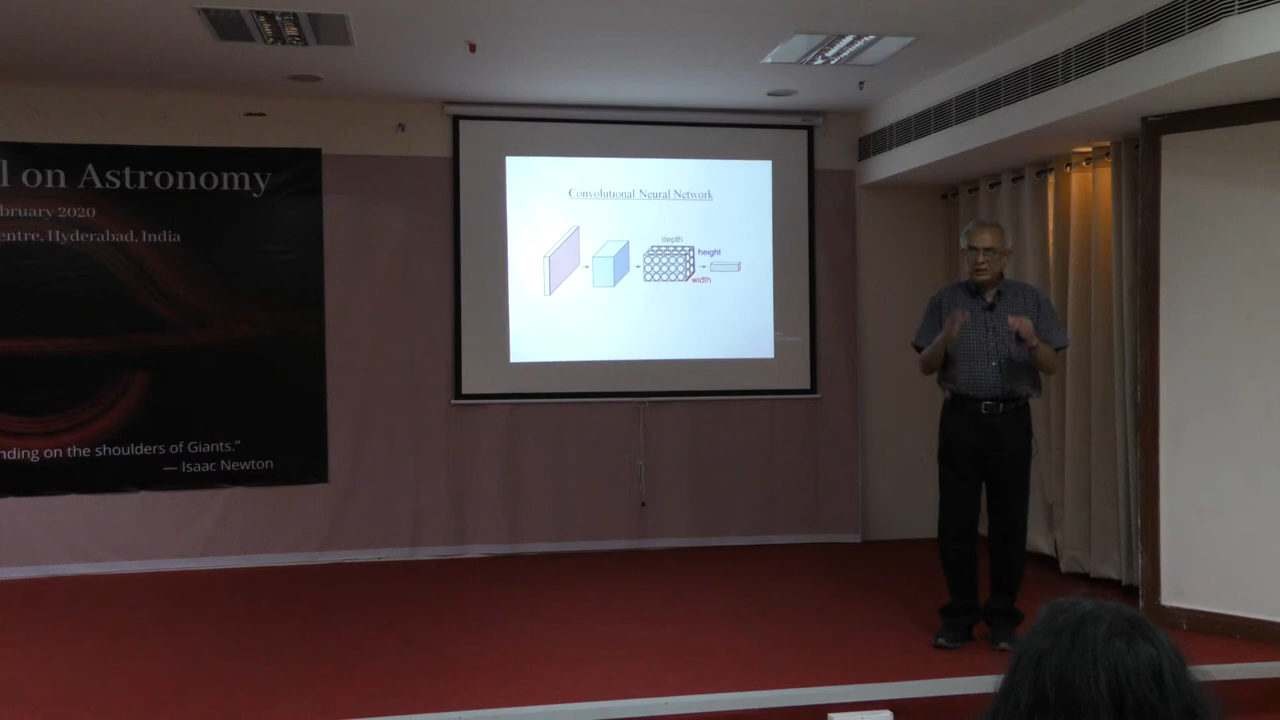 l on Astronomy
bruary 2020
entre, Hyderabad, India
nding on the shoulders of Giants.”
— Isaac Newton
Convolutional Neural Network
depth
height
width